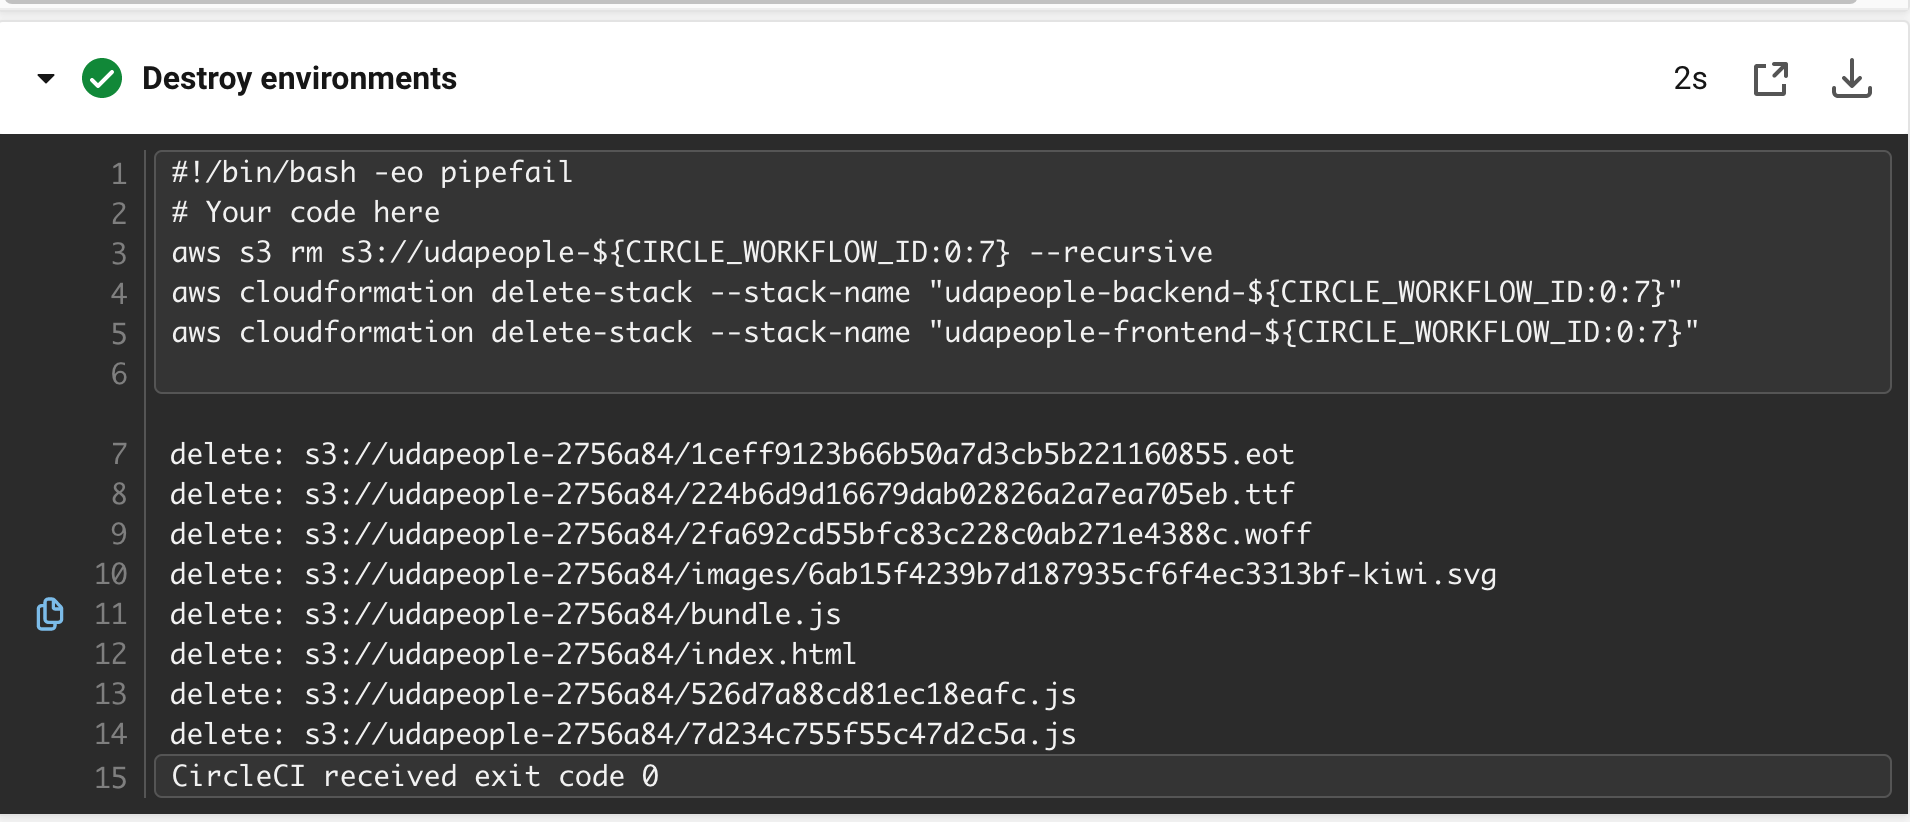 Destroy environments
2s
1 #!/bin/bash -eo pipefail
2 # Your code here
3 aws s3 rm s3://udapeople-${CIRCLE_WORKFLOW_ID:0:7} --recursive
4 aws cloudformation delete-stack --stack-name "udapeople-backend-${CIRCLE_WORKFLOW_ID:0:7}"
5 aws cloudformation delete-stack --stack-name "udapeople-frontend-${CIRCLE_WORKFLOW_ID:0:7}"
6
7 delete: s3://udapeople-2756a84/1ceff9123b66b50a7d3cb5b221160855.eot
8 delete: s3://udapeople-2756a84/224b6d9d16679dab02826a2a7ea705eb.ttf
9 delete: s3://udapeople-2756a84/2fa692cd55bfc83c228c0ab271e4388c.woff
10 delete: s3://udapeople-2756a84/images/6ab15f4239b7d187935cf6f4ec3313bf-kiwi.svg
11 delete: s3://udapeople-2756a84/bundle.js
12 delete: s3://udapeople-2756a84/index.html
13 delete: s3://udapeople-2756a84/526d7a88cd81ec18eafc.js
14 delete: s3://udapeople-2756a84/7d234c755f55c47d2c5a.js
15 CircleCI received exit code 0